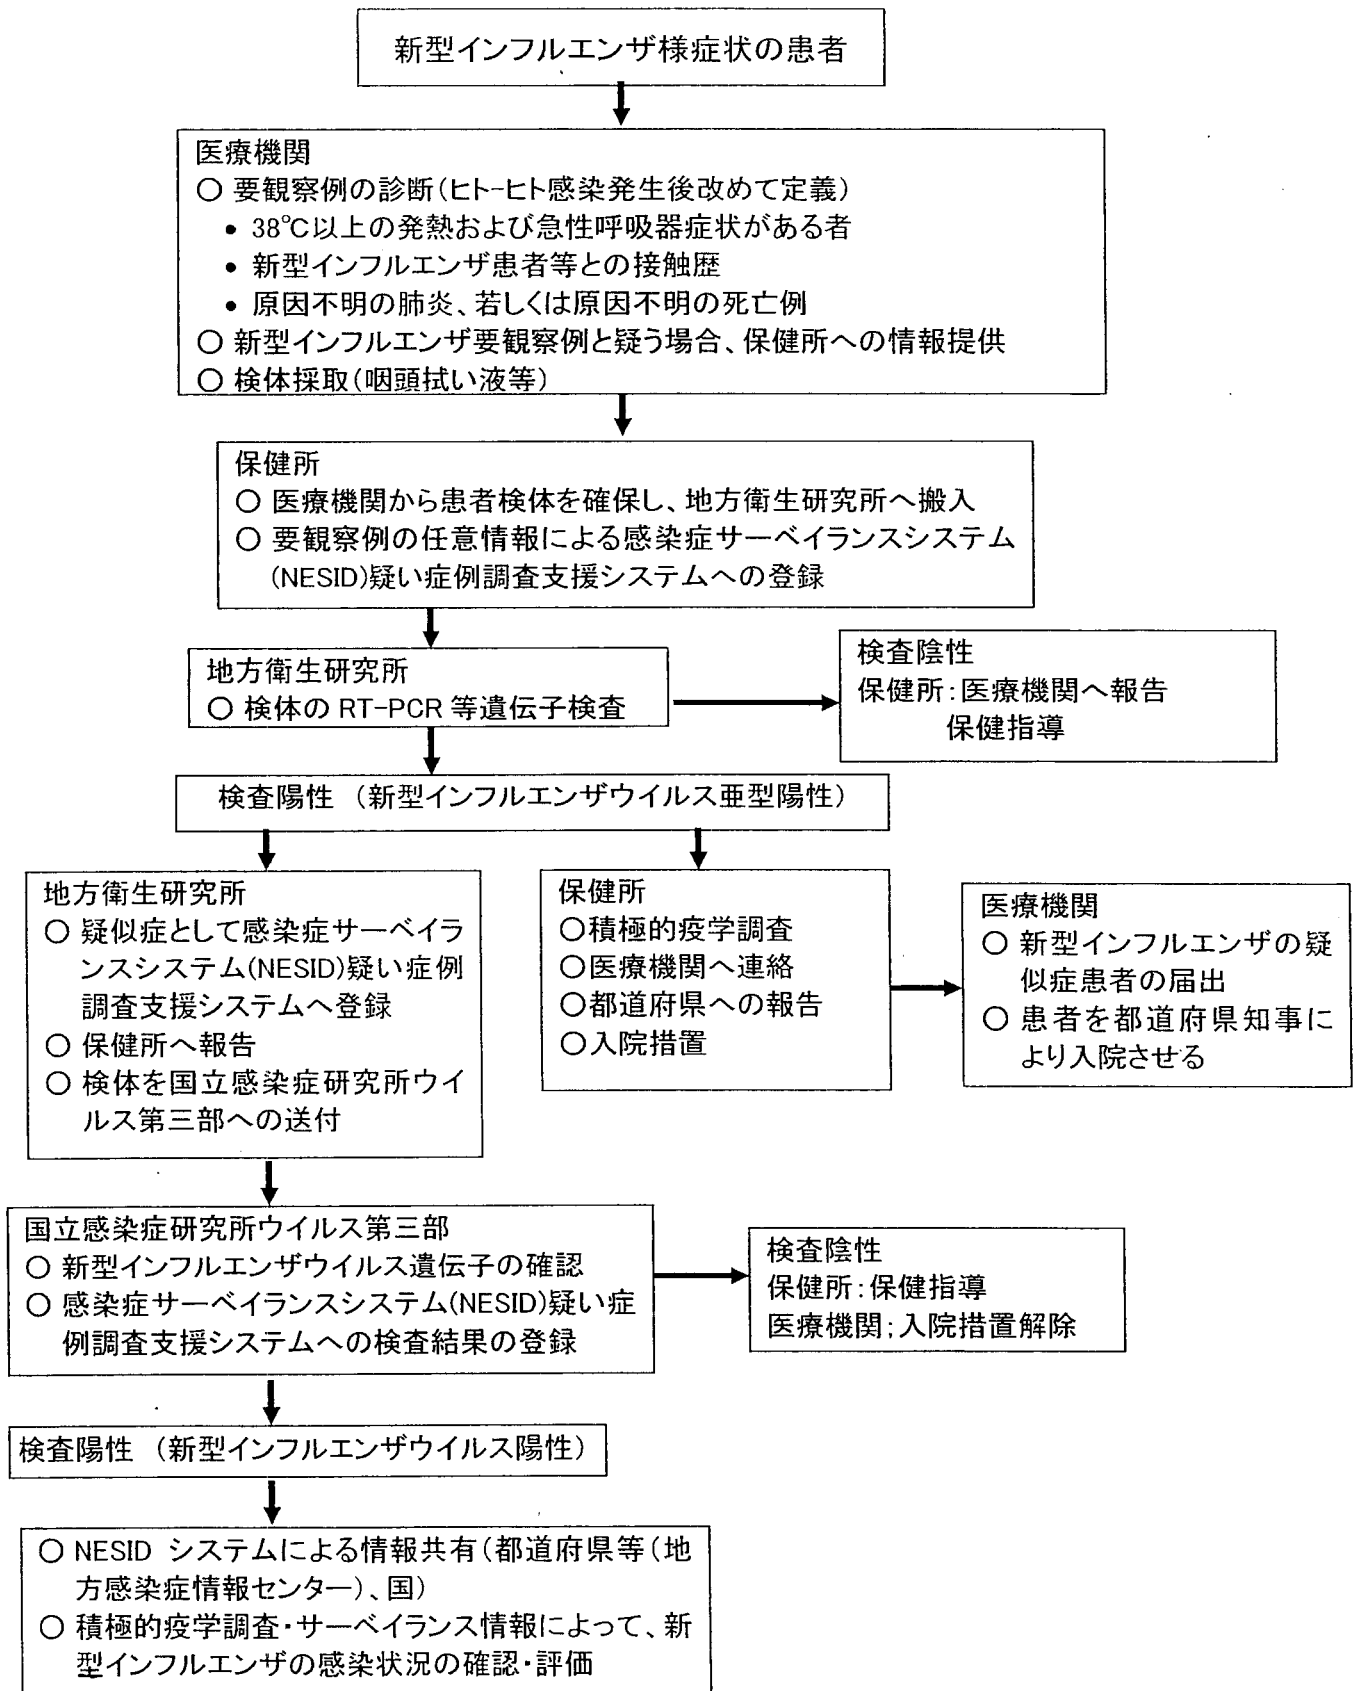 新型インフルエンザ様症状の患者
医療機関
○ 要観察例の診断(ヒト-ヒト感染発生後改めて定義)
• 38℃以上の発熱および急性呼吸器症状がある者
• 新型インフルエンザ患者等との接触歴
• 原因不明の肺炎、若しくは原因不明の死亡例
○ 新型インフルエンザ要観察例と疑う場合、保健所への情報提供
○ 検体採取(咽頭拭い液等)
保健所
○ 医療機関から患者検体を確保し、地方衛生研究所へ搬入
○ 要観察例の任意情報による感染症サーベイランスシステム
(NESID)疑い症例調査支援システムへの登録
地方衛生研究所
○ 検体の RT-PCR 等遺伝子検査
検査陰性
保健所:医療機関へ報告
保健指導
検査陽性 (新型インフルエンザウイルス亜型陽性)
地方衛生研究所
○ 疑似症として感染症サーベイラ
ンスシステム(NESID)疑い症例
調査支援システムへ登録
○ 保健所へ報告
○ 検体を国立感染症研究所ウイ
ルス第三部への送付
保健所
○積極的疫学調査
○医療機関へ連絡
○都道府県への報告
○入院措置
医療機関
○ 新型インフルエンザの疑
似症患者の届出
○ 患者を都道府県知事に
より入院させる
国立感染症研究所ウイルス第三部
○ 新型インフルエンザウイルス遺伝子の確認
○ 感染症サーベイランスシステム(NESID)疑い症
例調査支援システムへの検査結果の登録
検査陰性
保健所:保健指導
医療機関;入院措置解除
検査陽性 (新型インフルエンザウイルス陽性)
○ NESID システムによる情報共有(都道府県等(地
方感染症情報センター)、国)
○ 積極的疫学調査・サーベイランス情報によって、新
型インフルエンザの感染状況の確認・評価